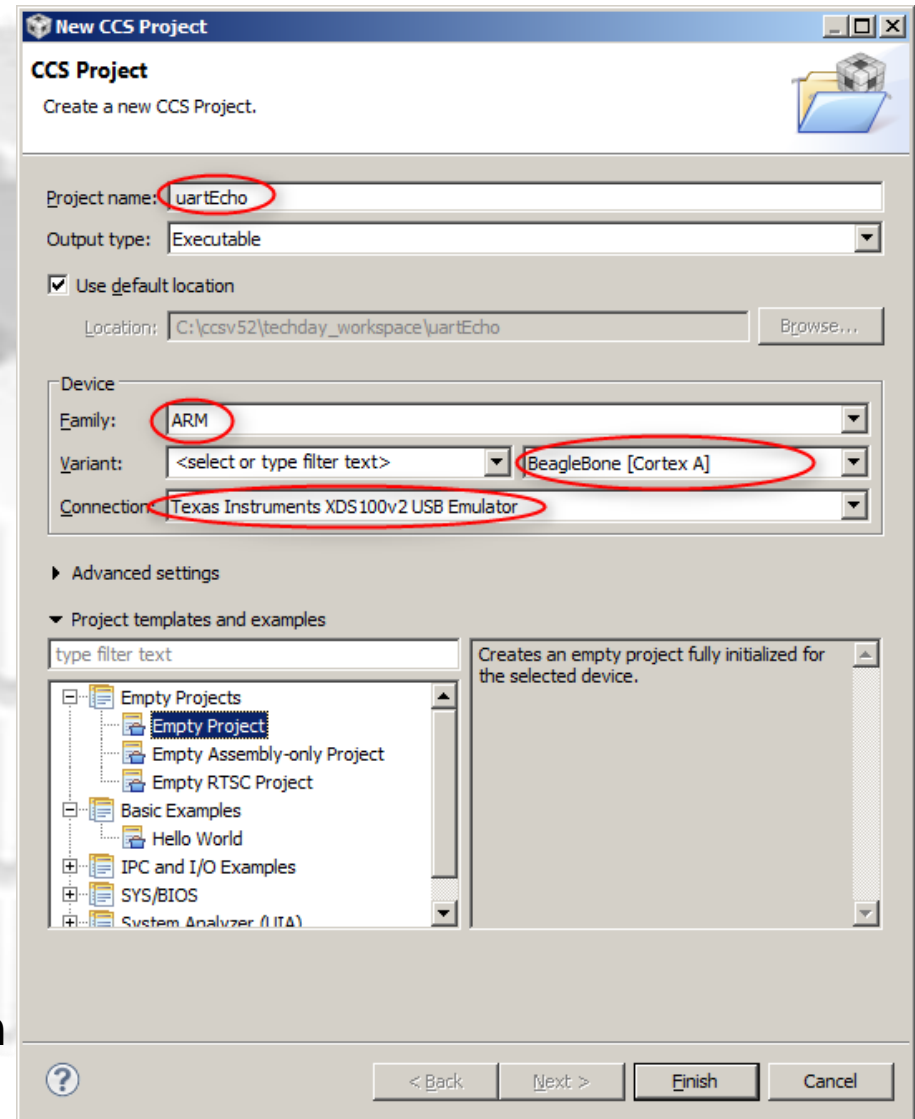 New CCS Project
CCS Project
Create a new CCS Project.
Project name: uartEcho
Output type: Executable
Use default location
Location: C:\ccsv52\techday_workspace\uartEcho Browse...
Device
Family: ARM
Variant: <select or type filter text> BeagleBone [Cortex A]
Connection: Texas Instruments XDS100v2 USB Emulator
Advanced settings
Project templates and examples
type filter text
Creates an empty project fully initialized for
the selected device.
Empty Projects
Empty Project
Empty Assembly-only Project
Empty RTSC Project
Basic Examples
Hello World
IPC and I/O Examples
SYS/BIOS
System Analyzer (UIA)
n
? < Back Next > Finish Cancel